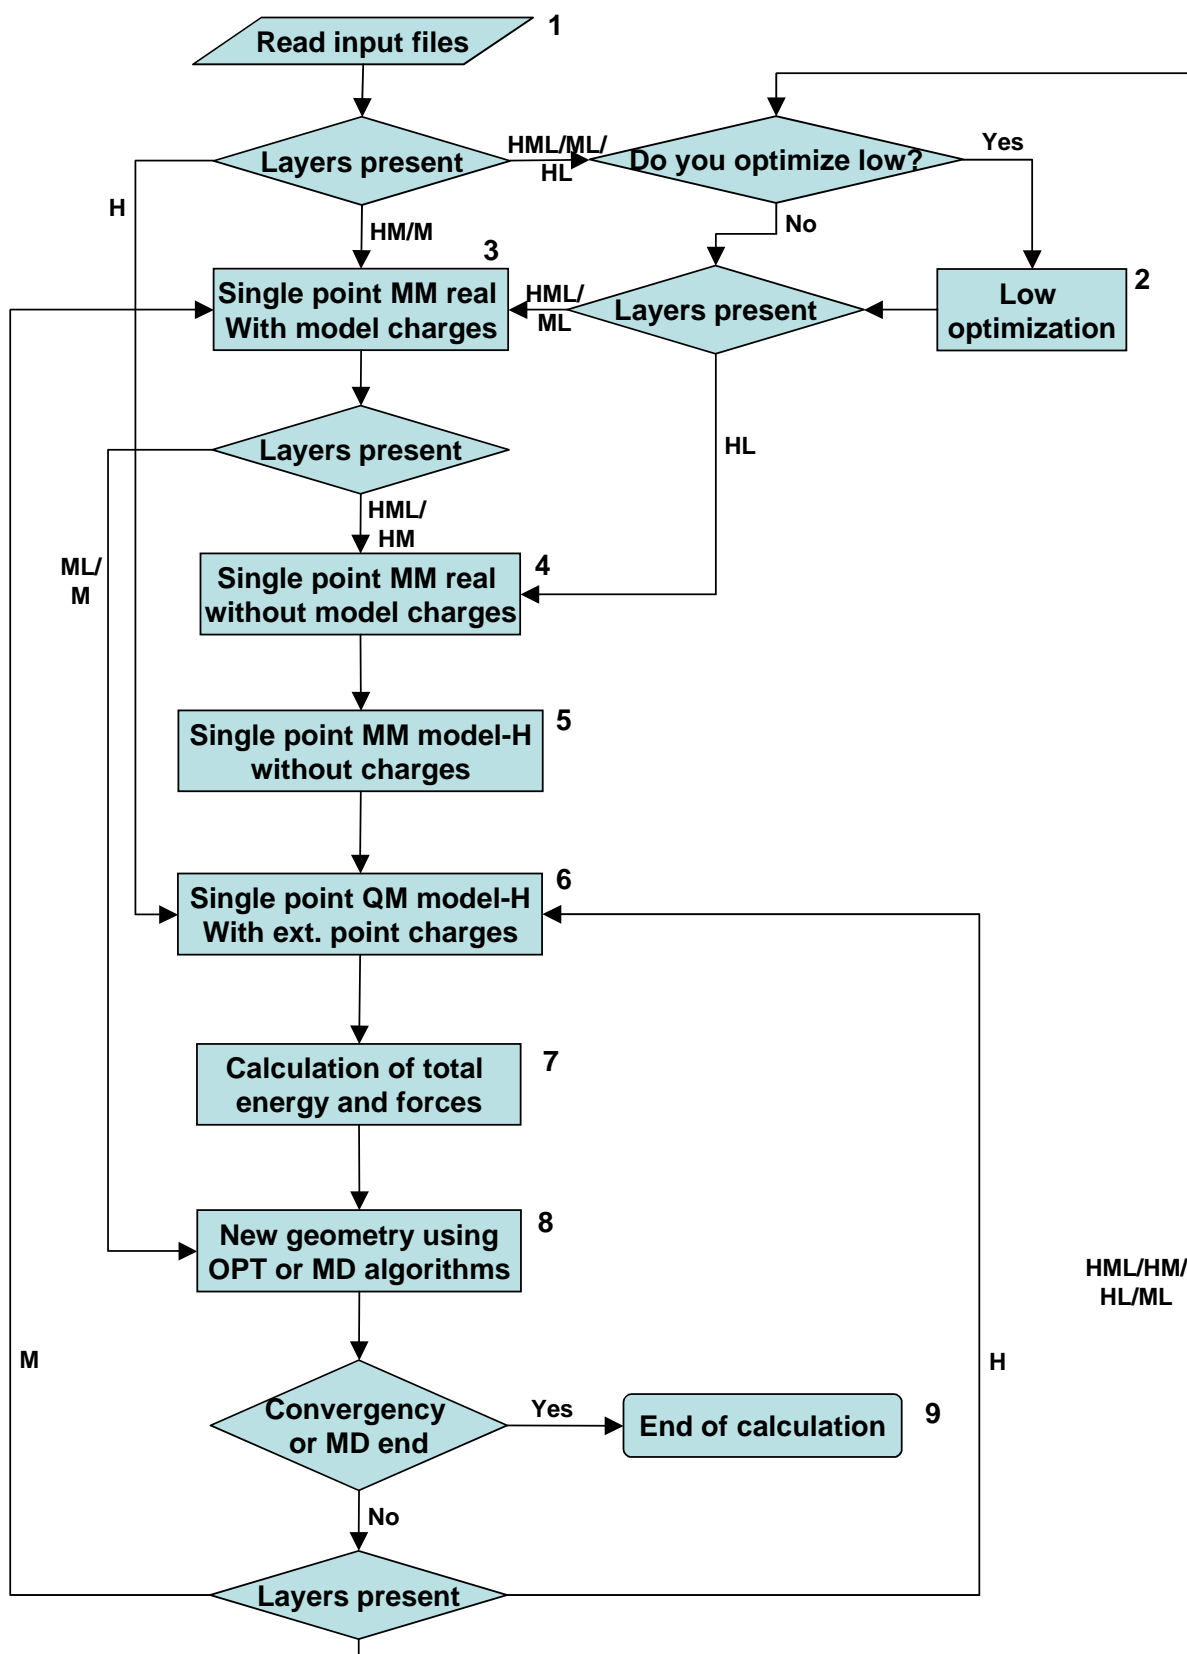 Read input files
1
Layers present
HML/ML/
HL
Do you optimize low?
Yes
H
HM/M
No
3
Single point MM real
With model charges
HML/
ML
Layers present
2
Low
optimization
Layers present
HL
HML/
HM
ML/
M
4
Single point MM real
without model charges
5
Single point MM model-H
without charges
6
Single point QM model-H
With ext. point charges
7
Calculation of total
energy and forces
8
New geometry using
OPT or MD algorithms
HML/HM/
HL/ML
M
H
Convergency
or MD end
Yes
End of calculation
9
No
Layers present